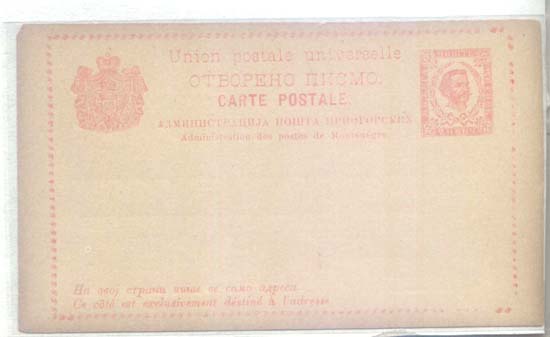 Union postale universelle
ОТВОРЕНО ПИСМО.
CARTE POSTALE.
АДМИНИСТРАЦИЈА ПОШТА ЦРНОГОРСКИХ
Administration des postes de Monténégro.
На овој страни пише се само адреса
Ce côté est exclusivement destiné à l'adresse